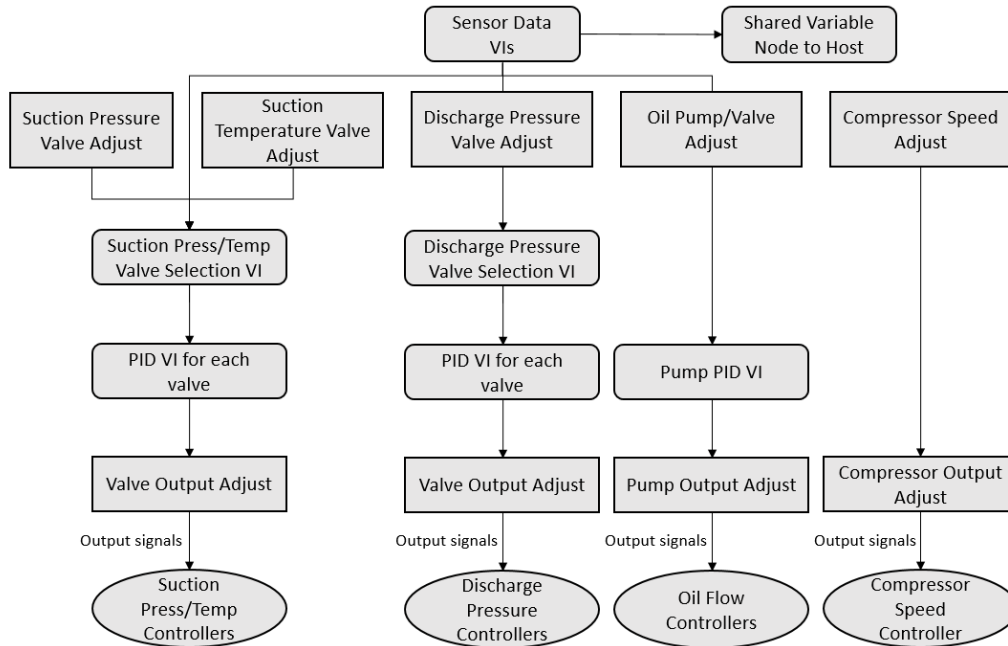 Sensor Data
VIs
Shared Variable
Node to Host
Suction Pressure
Valve Adjust
Suction
Temperature Valve
Adjust
Discharge Pressure
Valve Adjust
Oil Pump/Valve
Adjust
Compressor Speed
Adjust
Suction Press/Temp
Valve Selection VI
Discharge Pressure
Valve Selection VI
PID VI for each
valve
PID VI for each
valve
Pump PID VI
Valve Output Adjust
Valve Output Adjust
Pump Output Adjust
Compressor Output
Adjust
Output signals
Output signals
Output signals
Output signals
Suction
Press/Temp
Controllers
Discharge
Pressure
Controllers
Oil Flow
Controllers
Compressor
Speed
Controller